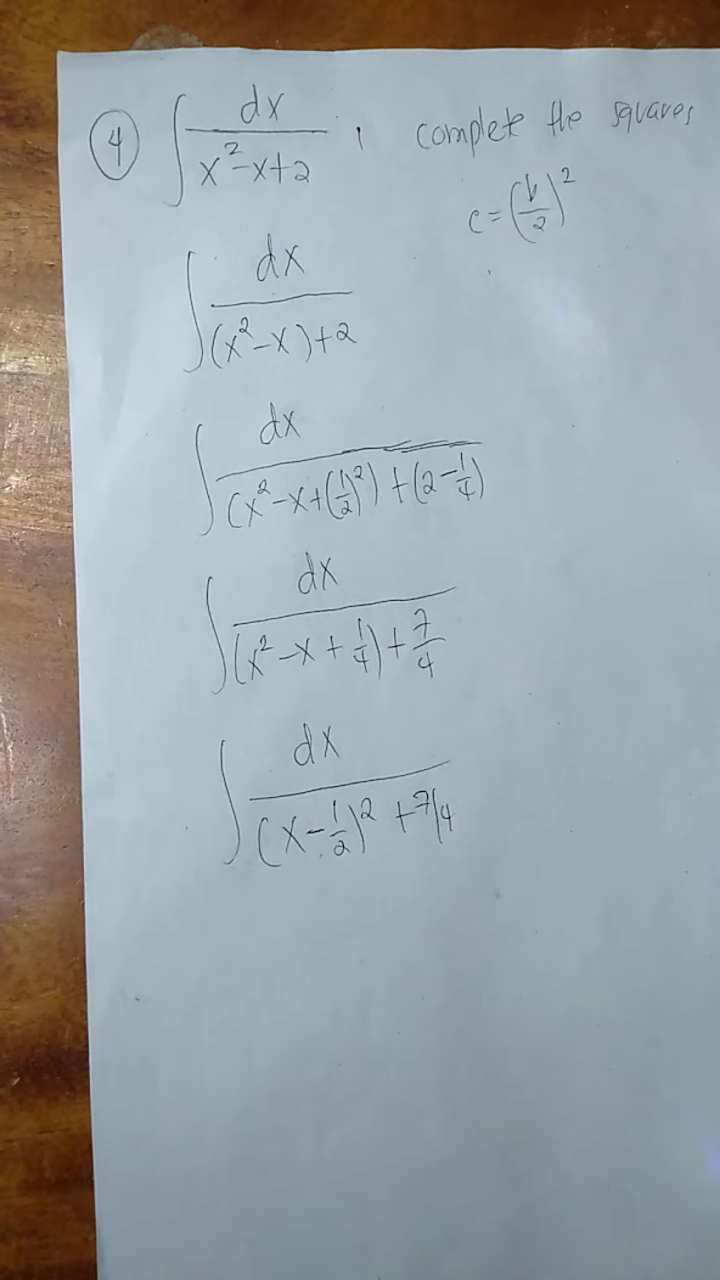 ④ ∫ dx / (x²-x+2) , complete the squares
c = (b/2)²
∫ dx / ((x²-x)+2)
∫ dx / ((x²-x+(1/2)²)+(2-1/4))
∫ dx / ((x²-x+1/4)+7/4)
∫ dx / ((x-1/2)²+7/4)